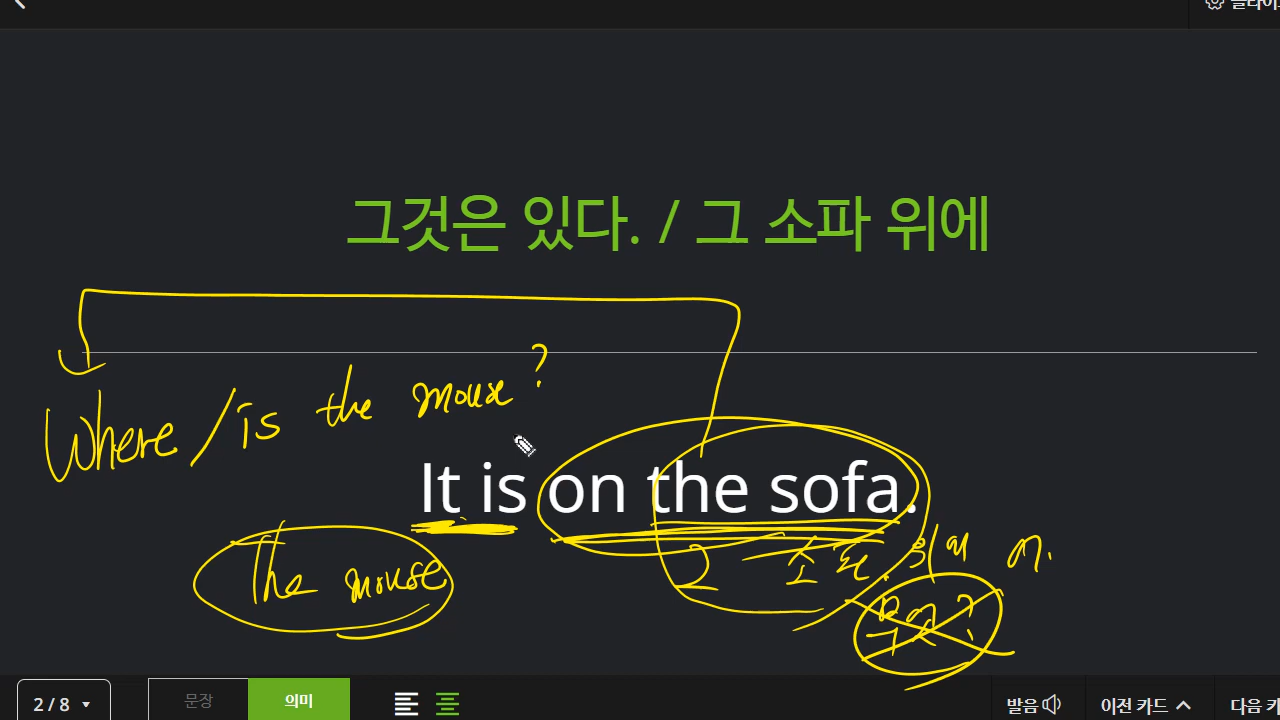 그것은 있다. / 그 소파 위에
Where / is the mouse?
It is on the sofa.
The mouse
그 소파 위에
2 / 8
문장
의미
발음
이전 카드